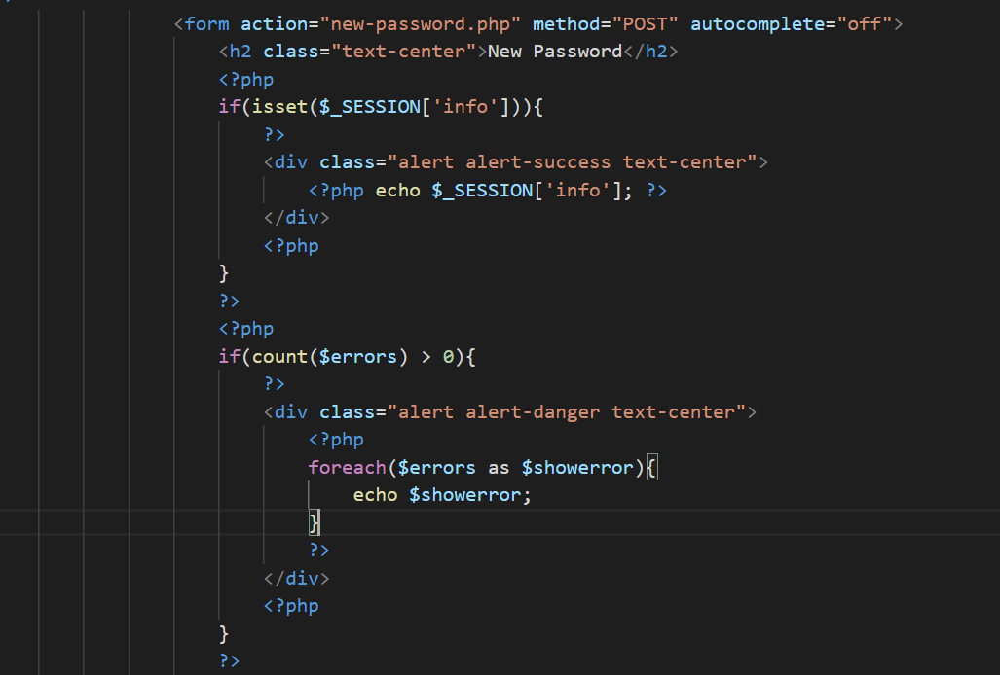 <form action="new-password.php" method="POST" autocomplete="off">
<h2 class="text-center">New Password</h2>
<?php
if(isset($_SESSION['info'])){
?>
<div class="alert alert-success text-center">
<?php echo $_SESSION['info']; ?>
</div>
<?php
}
?>
<?php
if(count($errors) > 0){
?>
<div class="alert alert-danger text-center">
<?php
foreach($errors as $showerror){
echo $showerror;
}
?>
</div>
<?php
}
?>